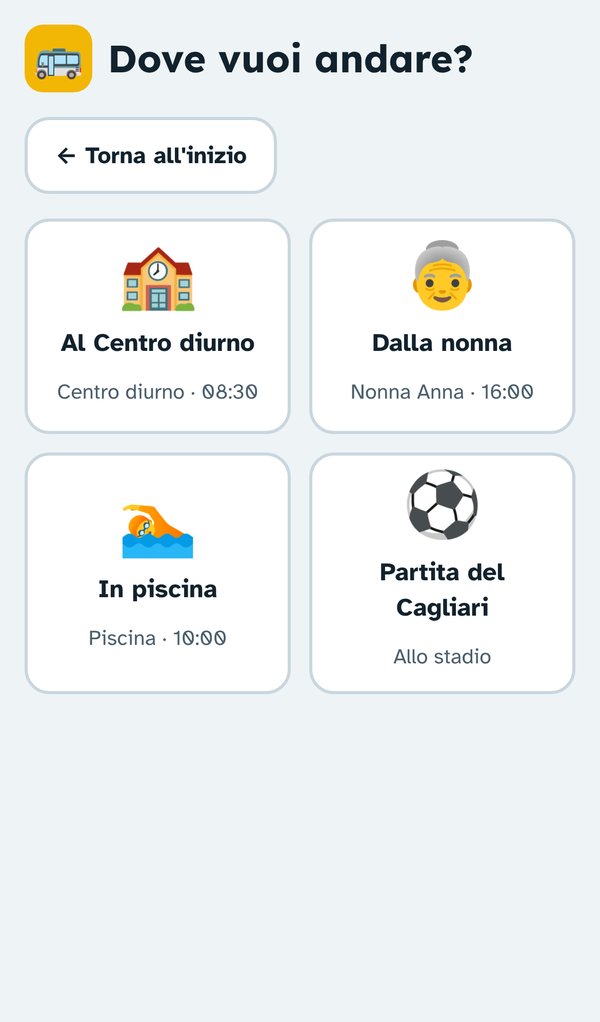 Dove vuoi andare?
← Torna all'inizio
Al Centro diurno
Centro diurno · 08:30
Dalla nonna
Nonna Anna · 16:00
In piscina
Piscina · 10:00
Partita del
Cagliari
Allo stadio